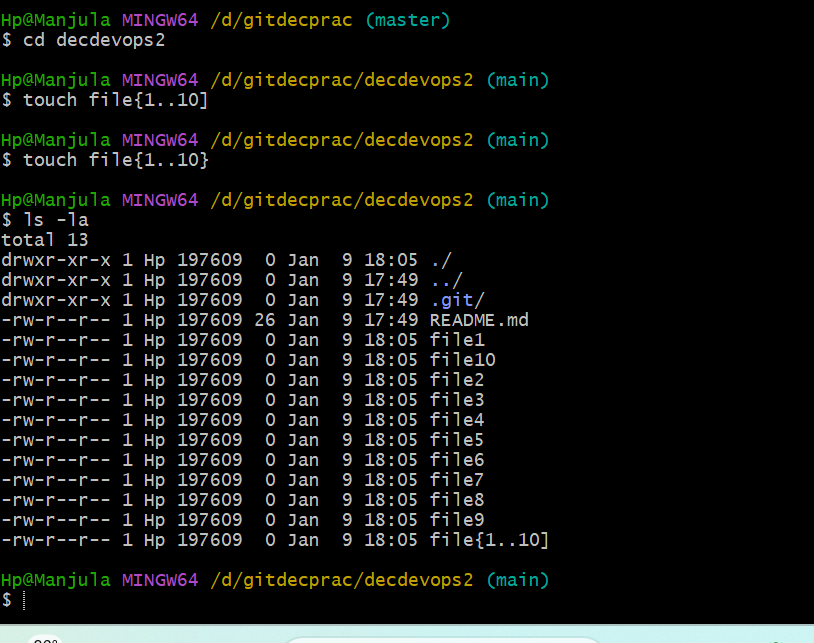 Hp@Manjula MINGW64 /d/gitdecprac (master)
$ cd decdevops2
Hp@Manjula MINGW64 /d/gitdecprac/decdevops2 (main)
$ touch file{1..10]
Hp@Manjula MINGW64 /d/gitdecprac/decdevops2 (main)
$ touch file{1..10}
Hp@Manjula MINGW64 /d/gitdecprac/decdevops2 (main)
$ ls -la
total 13
drwxr-xr-x 1 Hp 197609  0 Jan  9 18:05 ./
drwxr-xr-x 1 Hp 197609  0 Jan  9 17:49 ../
drwxr-xr-x 1 Hp 197609  0 Jan  9 17:49 .git/
-rw-r--r-- 1 Hp 197609 26 Jan  9 17:49 README.md
-rw-r--r-- 1 Hp 197609  0 Jan  9 18:05 file1
-rw-r--r-- 1 Hp 197609  0 Jan  9 18:05 file10
-rw-r--r-- 1 Hp 197609  0 Jan  9 18:05 file2
-rw-r--r-- 1 Hp 197609  0 Jan  9 18:05 file3
-rw-r--r-- 1 Hp 197609  0 Jan  9 18:05 file4
-rw-r--r-- 1 Hp 197609  0 Jan  9 18:05 file5
-rw-r--r-- 1 Hp 197609  0 Jan  9 18:05 file6
-rw-r--r-- 1 Hp 197609  0 Jan  9 18:05 file7
-rw-r--r-- 1 Hp 197609  0 Jan  9 18:05 file8
-rw-r--r-- 1 Hp 197609  0 Jan  9 18:05 file9
-rw-r--r-- 1 Hp 197609  0 Jan  9 18:05 file{1..10]
Hp@Manjula MINGW64 /d/gitdecprac/decdevops2 (main)
$